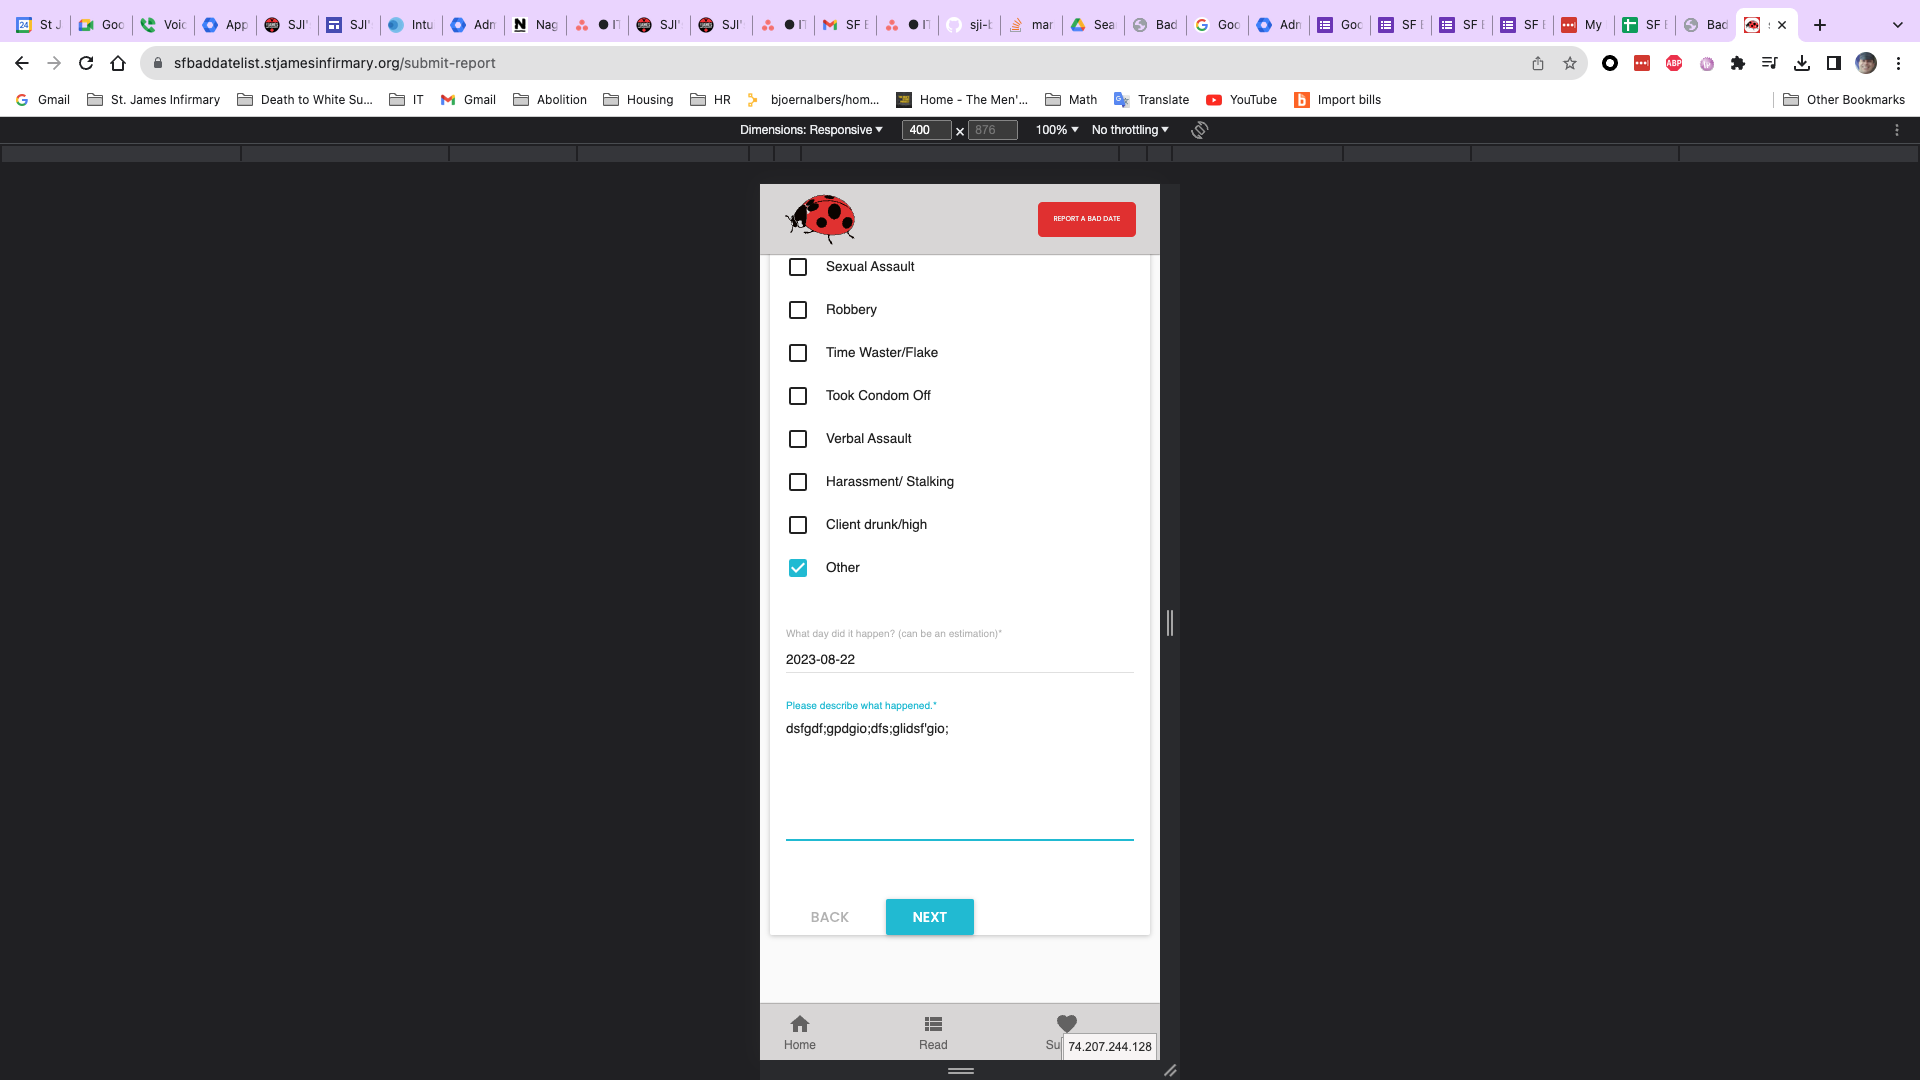 St J
Goo
Voic
App
SJI'
SJI'
Intu
Adn
Nag
IT
SJI'
SJI'
IT
SF E
IT
sji-b
mar
Sea
Bad
Goo
Adn
Goo
SF E
SF E
SF E
My
SF E
Bad
sfbaddatelist.stjamesinfirmary.org/submit-report
ABP
Gmail
St. James Infirmary
Death to White Su...
IT
Gmail
Abolition
Housing
HR
bjoernalbers/hom...
Home - The Men'...
Math
Translate
YouTube
Import bills
Other Bookmarks
Dimensions: Responsive
400 × 876
100%
No throttling
REPORT A BAD DATE
Sexual Assault
Robbery
Time Waster/Flake
Took Condom Off
Verbal Assault
Harassment/ Stalking
Client drunk/high
Other
What day did it happen? (can be an estimation)*
2023-08-22
Please describe what happened.*
dsfgdf;gpdgio;dfs;glidsf'gio;
BACK
NEXT
Home
Read
Su
74.207.244.128